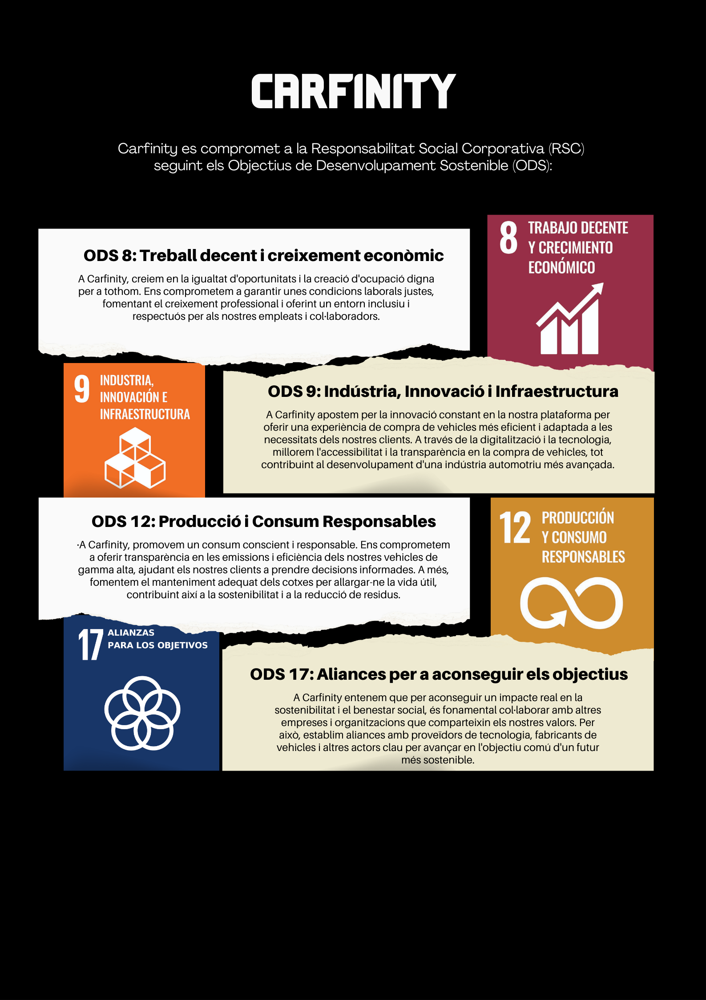 CARFINITY
Carfinity es compromet a la Responsabilitat Social Corporativa (RSC)
seguint els Objectius de Desenvolupament Sostenible (ODS):
ODS 8: Treball decent i creixement econòmic
A Carfinity, creiem en la igualtat d'oportunitats i la creació d'ocupació digna
per a tothom. Ens comprometem a garantir unes condicions laborals justes,
fomentant el creixement professional i oferint un entorn inclusiu i
respectuós per als nostres empleats i col·laboradors.
8
TRABAJO DECENTE
Y CRECIMIENTO
ECONÓMICO
9
INDUSTRIA,
INNOVACIÓN E
INFRAESTRUCTURA
ODS 9: Indústria, Innovació i Infraestructura
A Carfinity apostem per la innovació constant en la nostra plataforma per
oferir una experiència de compra de vehicles més eficient i adaptada a les
necessitats dels nostres clients. A través de la digitalització i la tecnologia,
millorem l'accessibilitat i la transparència en la compra de vehicles, tot
contribuint al desenvolupament d'una indústria automotriu més avançada.
ODS 12: Producció i Consum Responsables
·A Carfinity, promovem un consum conscient i responsable. Ens comprometem
a oferir transparència en les emissions i eficiència dels nostres vehicles de
gamma alta, ajudant els nostres clients a prendre decisions informades. A més,
fomentem el manteniment adequat dels cotxes per allargar-ne la vida útil,
contribuint així a la sostenibilitat i a la reducció de residus.
12
PRODUCCIÓN
Y CONSUMO
RESPONSABLES
17
ALIANZAS
PARA LOS OBJETIVOS
ODS 17: Aliances per a aconseguir els objectius
A Carfinity entenem que per aconseguir un impacte real en la
sostenibilitat i el benestar social, és fonamental col·laborar amb altres
empreses i organitzacions que comparteixin els nostres valors. Per
això, establim aliances amb proveïdors de tecnologia, fabricants de
vehicles i altres actors clau per avançar en l'objectiu comú d'un futur
més sostenible.